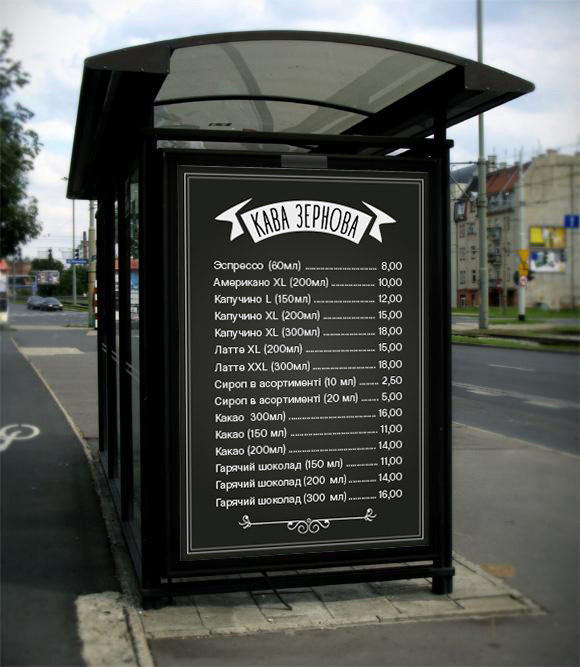 КАВА ЗЕРНОВА
Эспрессо (60мл) 8,00
Американо XL (200мл) 10,00
Капучино L (150мл) 12,00
Капучино XL (200мл) 15,00
Капучино XL (300мл) 18,00
Латте XL (200мл) 15,00
Латте XXL (300мл) 18,00
Сироп в асортименті (10 мл) 2,50
Сироп в асортименті (20 мл) 5,00
Какао 300мл) 16,00
Какао (150 мл) 11,00
Какао (200мл) 14,00
Гарячий шоколад (150 мл) 11,00
Гарячий шоколад (200 мл) 14,00
Гарячий шоколад (300 мл) 16,00